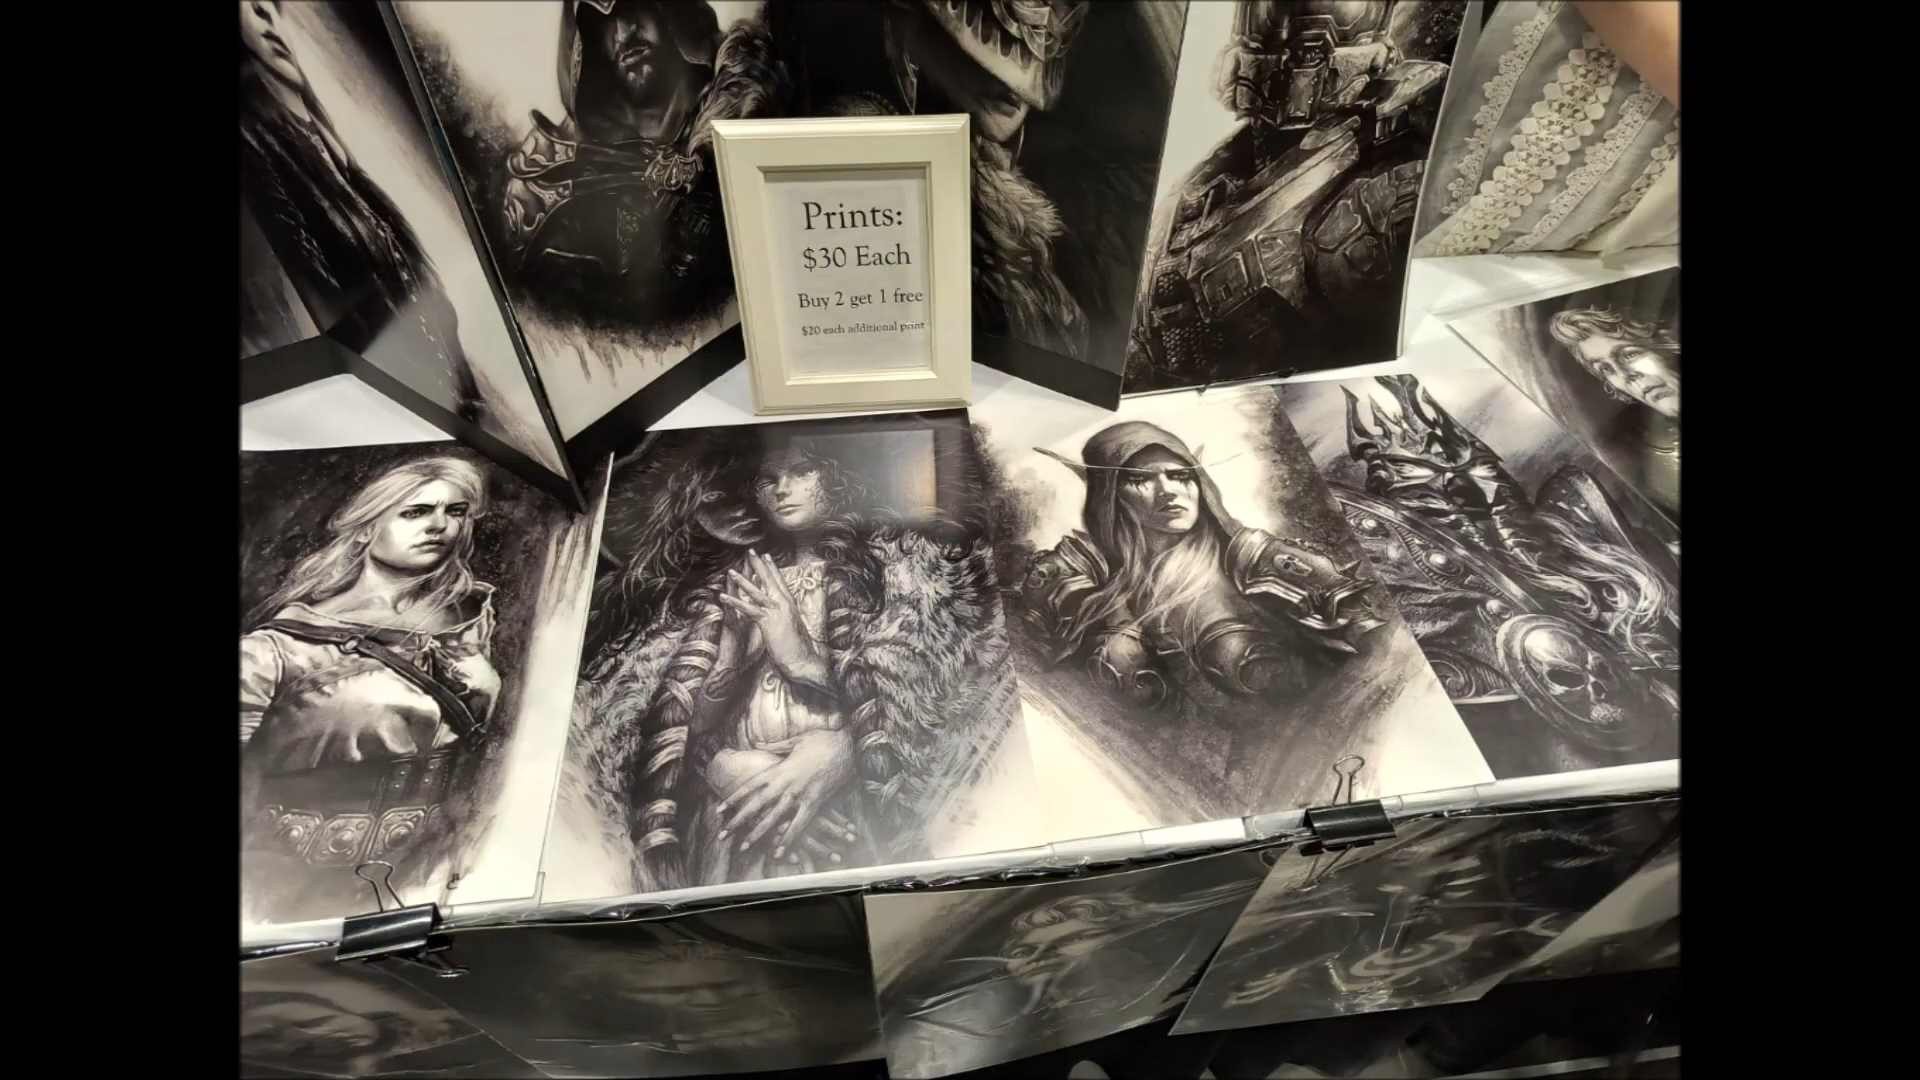 Prints:
$30 Each
Buy 2 get 1 free
$20 each additional print